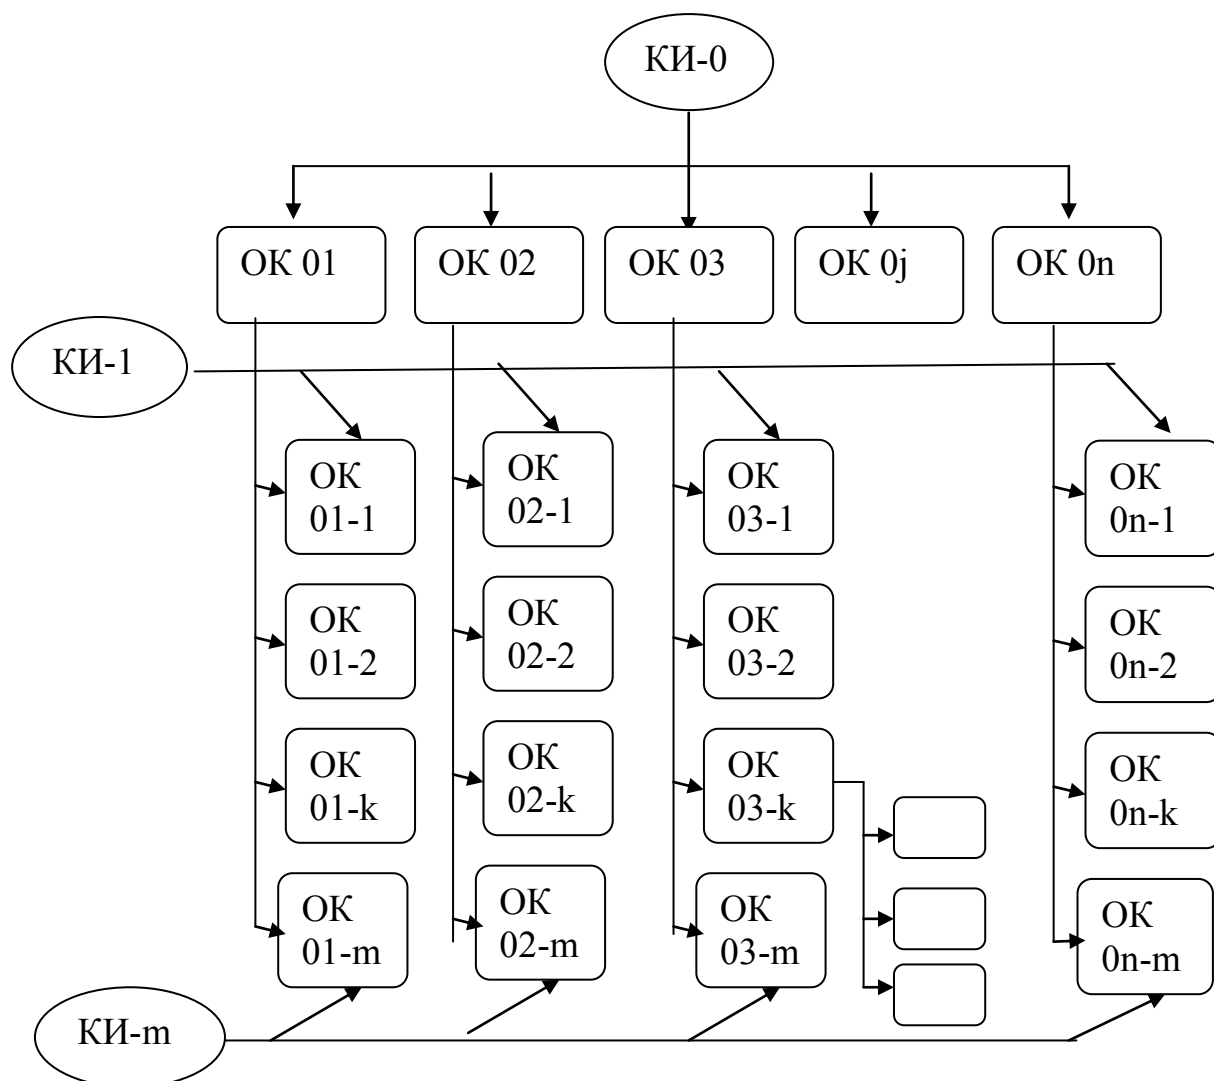 КИ-0
ОК 01
ОК 02
ОК 03
ОК 0j
ОК 0n
КИ-1
ОК
01-1
ОК
02-1
ОК
03-1
ОК
0n-1
ОК
01-2
ОК
02-2
ОК
03-2
ОК
0n-2
ОК
01-k
ОК
02-k
ОК
03-k
ОК
0n-k
ОК
01-m
ОК
02-m
ОК
03-m
ОК
0n-m
КИ-m